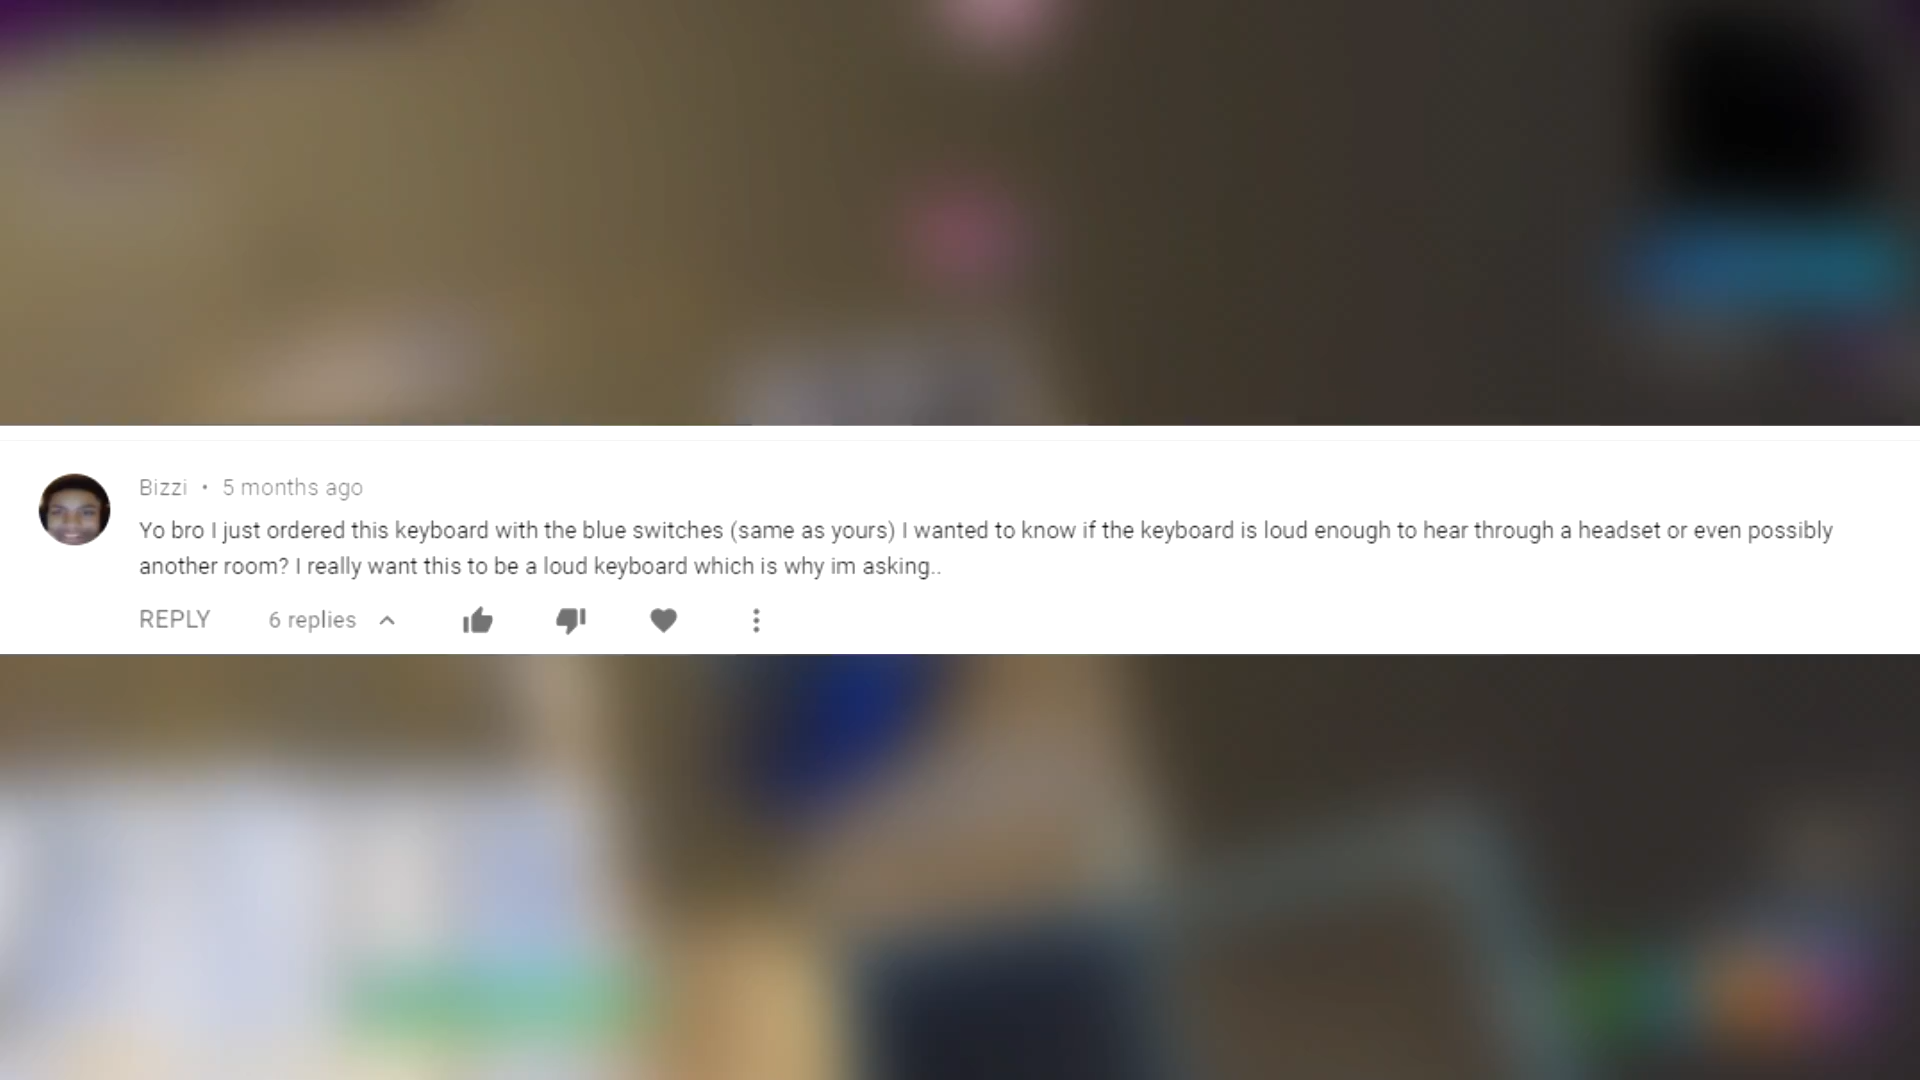 Bizzi • 5 months ago
Yo bro I just ordered this keyboard with the blue switches (same as yours) I wanted to know if the keyboard is loud enough to hear through a headset or even possibly
another room? I really want this to be a loud keyboard which is why im asking..
REPLY 6 replies